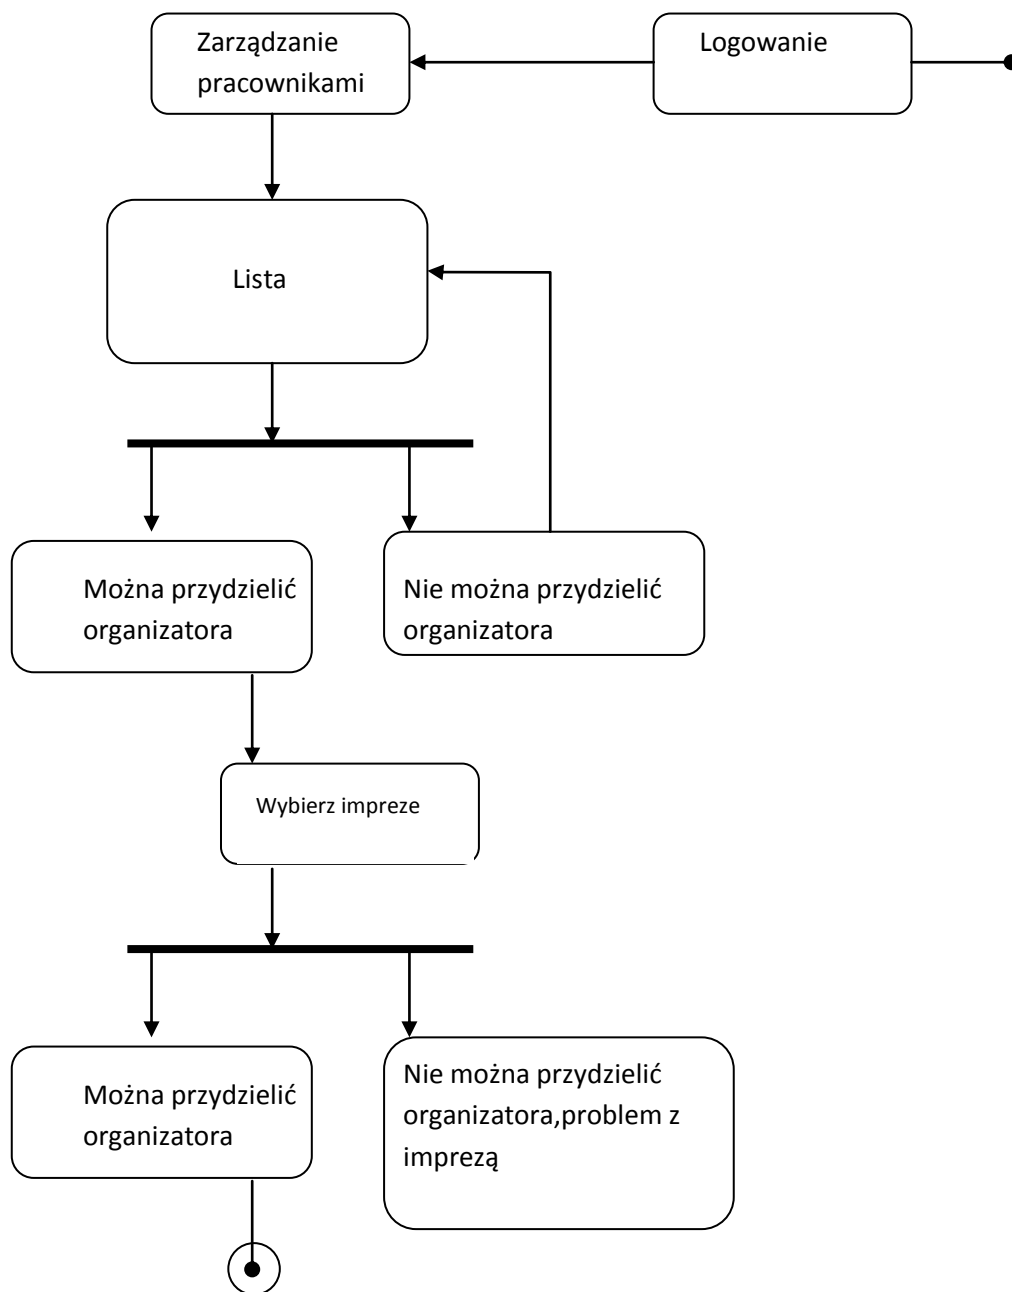 Zarządzanie
pracownikami
Logowanie
Lista
Można przydzielić
organizatora
Nie można przydzielić
organizatora
Wybierz impreze
Można przydzielić
organizatora
Nie można przydzielić
organizatora,problem z
imprezą